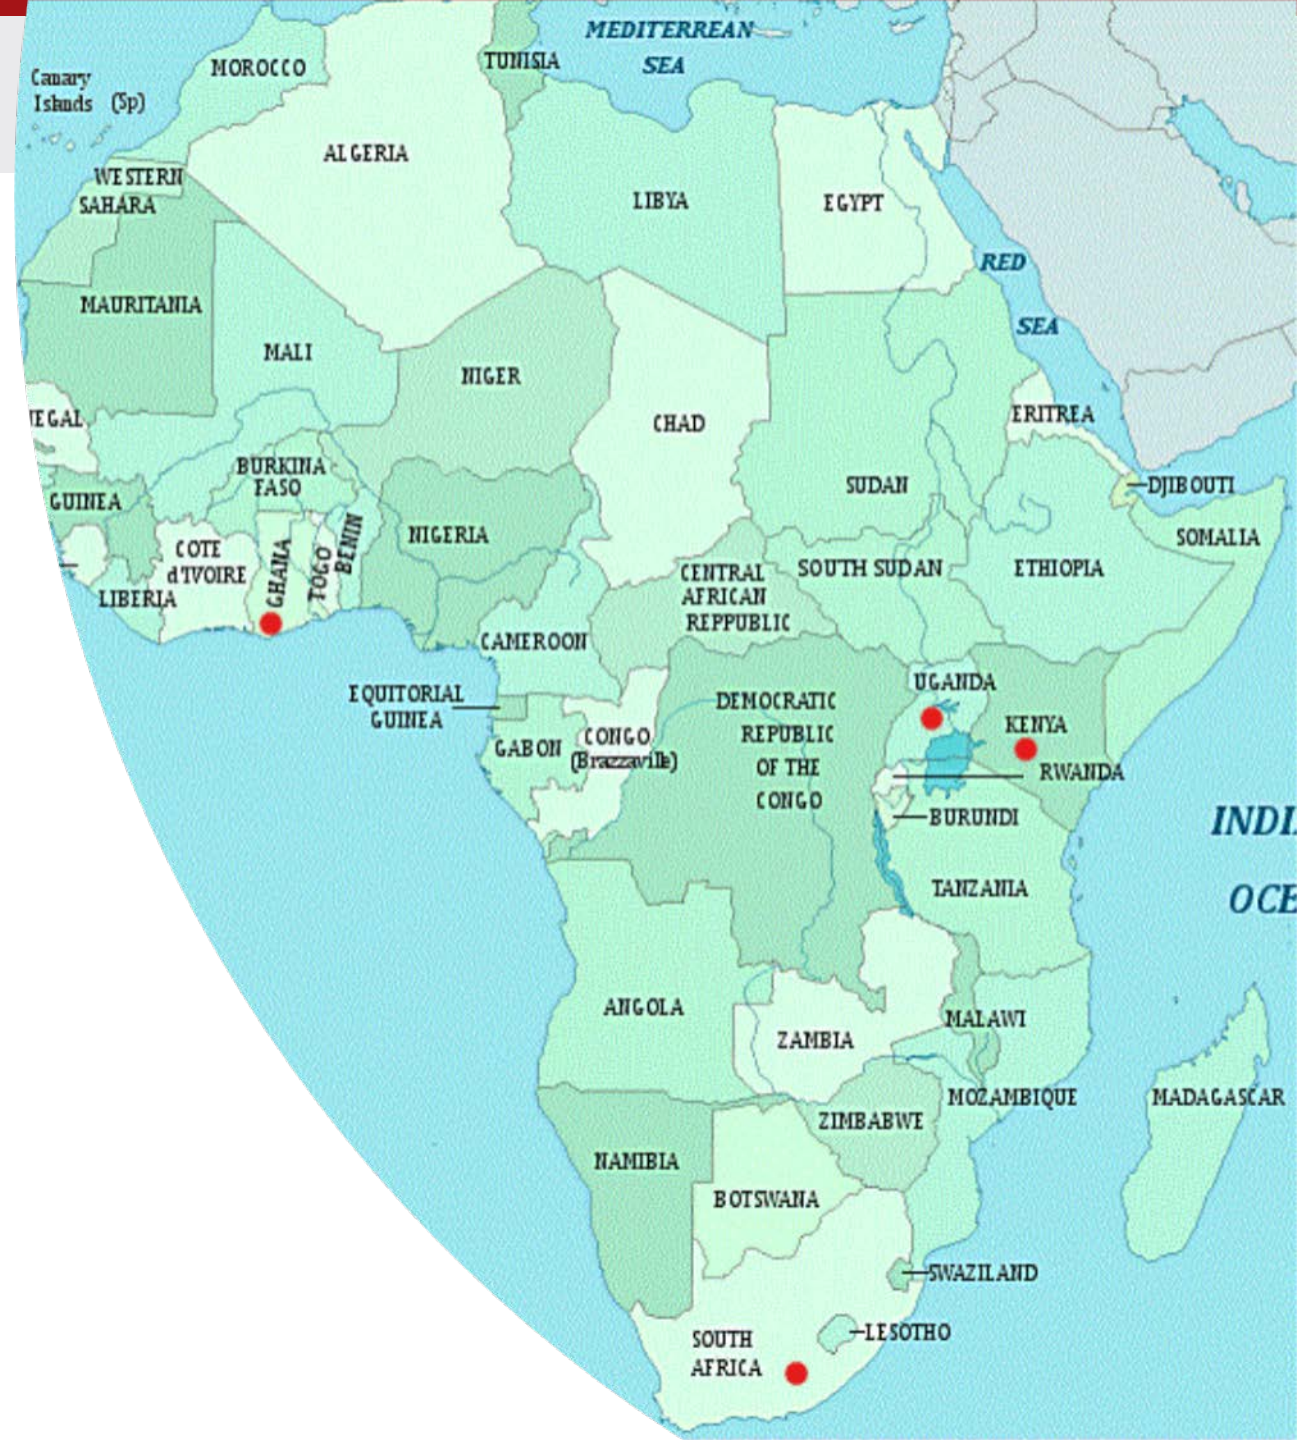 MEDITERREAN
SEA
TUNISIA
MOROCCO
Canary
Islands (Sp)
ALGERIA
WESTERN
SAHARA
LIBYA
EGYPT
RED
SEA
MAURITANIA
MALI
NIGER
CHAD
ERITREA
NEGAL
BURKINA
FASO
SUDAN
DJIBOUTI
GUINEA
NIGERIA
SOMALIA
COTE
d'IVOIRE
GHANA
TOGO
BENIN
CENTRAL
AFRICAN
REPPUBLIC
SOUTH SUDAN
ETHIOPIA
LIBERIA
CAMEROON
UGANDA
EQUITORIAL
GUINEA
DEMOCRATIC
REPUBLIC
OF THE
CONGO
KENYA
GABON
CONGO
(Brazzaville)
RWANDA
BURUNDI
INDI
OCE
TANZANIA
ANGOLA
MALAWI
ZAMBIA
MOZAMBIQUE
MADAGASCAR
ZIMBABWE
NAMIBIA
BOTSWANA
SWAZILAND
LESOTHO
SOUTH
AFRICA